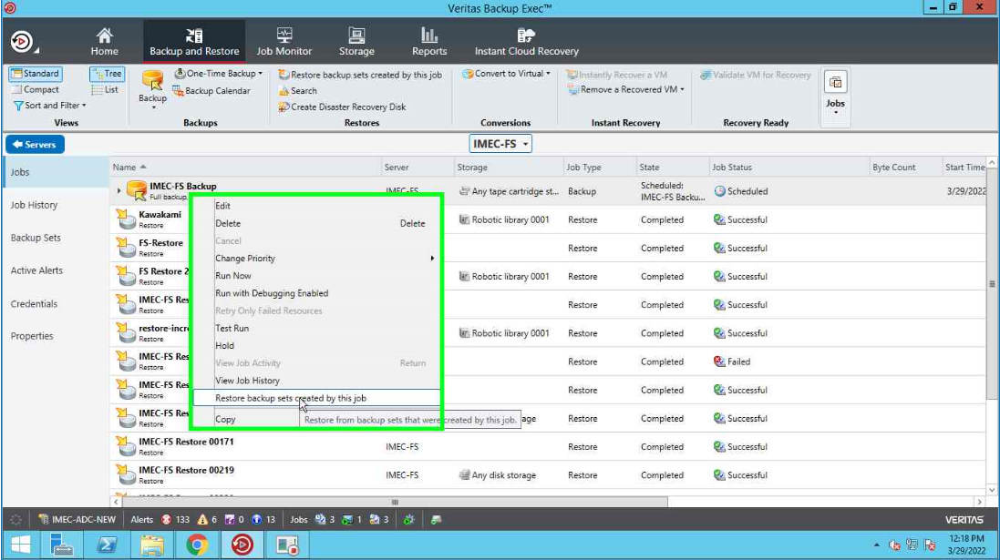 Veritas Backup Exec™
Home
Backup and Restore
Job Monitor
Storage
Reports
Instant Cloud Recovery
Standard
Compact
Sort and Filter
Tree
List
Views
Backup
One-Time Backup
Backup Calendar
Backups
Restore backup sets created by this job
Search
Create Disaster Recovery Disk
Restores
Convert to Virtual
Conversions
Instantly Recover a VM
Remove a Recovered VM
Instant Recovery
Validate VM for Recovery
Recovery Ready
Jobs
Servers
IMEC-FS
Jobs
Job History
Backup Sets
Active Alerts
Credentials
Properties
Name Server Storage Job Type State Job Status Byte Count Start Time
IMEC-FS Backup
Full backup
IMEC-FS Any tape cartridge st... Backup Scheduled: IMEC-FS Backu... Scheduled 3/29/2022
Kawakami
Restore
Robotic library 0001 Restore Completed Successful
FS-Restore
Restore
Restore Completed Successful
FS Restore 2
Restore
Robotic library 0001 Restore Completed Successful
IMEC-FS Res
Restore
Restore Completed Successful
restore-incre
Restore
Robotic library 0001 Restore Completed Successful
IMEC-FS Res
Restore
Restore Completed Failed
IMEC-FS Res
Restore
Restore Completed Successful
IMEC-FS Res
Restore
age Restore Completed Successful
IMEC-FS Restore 00171
Restore
IMEC-FS Restore Completed Successful
IMEC-FS Restore 00219
Restore
IMEC-FS Any disk storage Restore Completed Successful
Edit
Delete Delete
Cancel
Change Priority
Run Now
Run with Debugging Enabled
Retry Only Failed Resources
Test Run
Hold
View Job Activity Return
View Job History
Restore backup sets created by this job
Copy
Restore from backup sets that were created by this job.
IMEC-ADC-NEW Alerts 133 6 0 13 Jobs 3 1 3
VERITAS
12:18 PM
3/29/2022